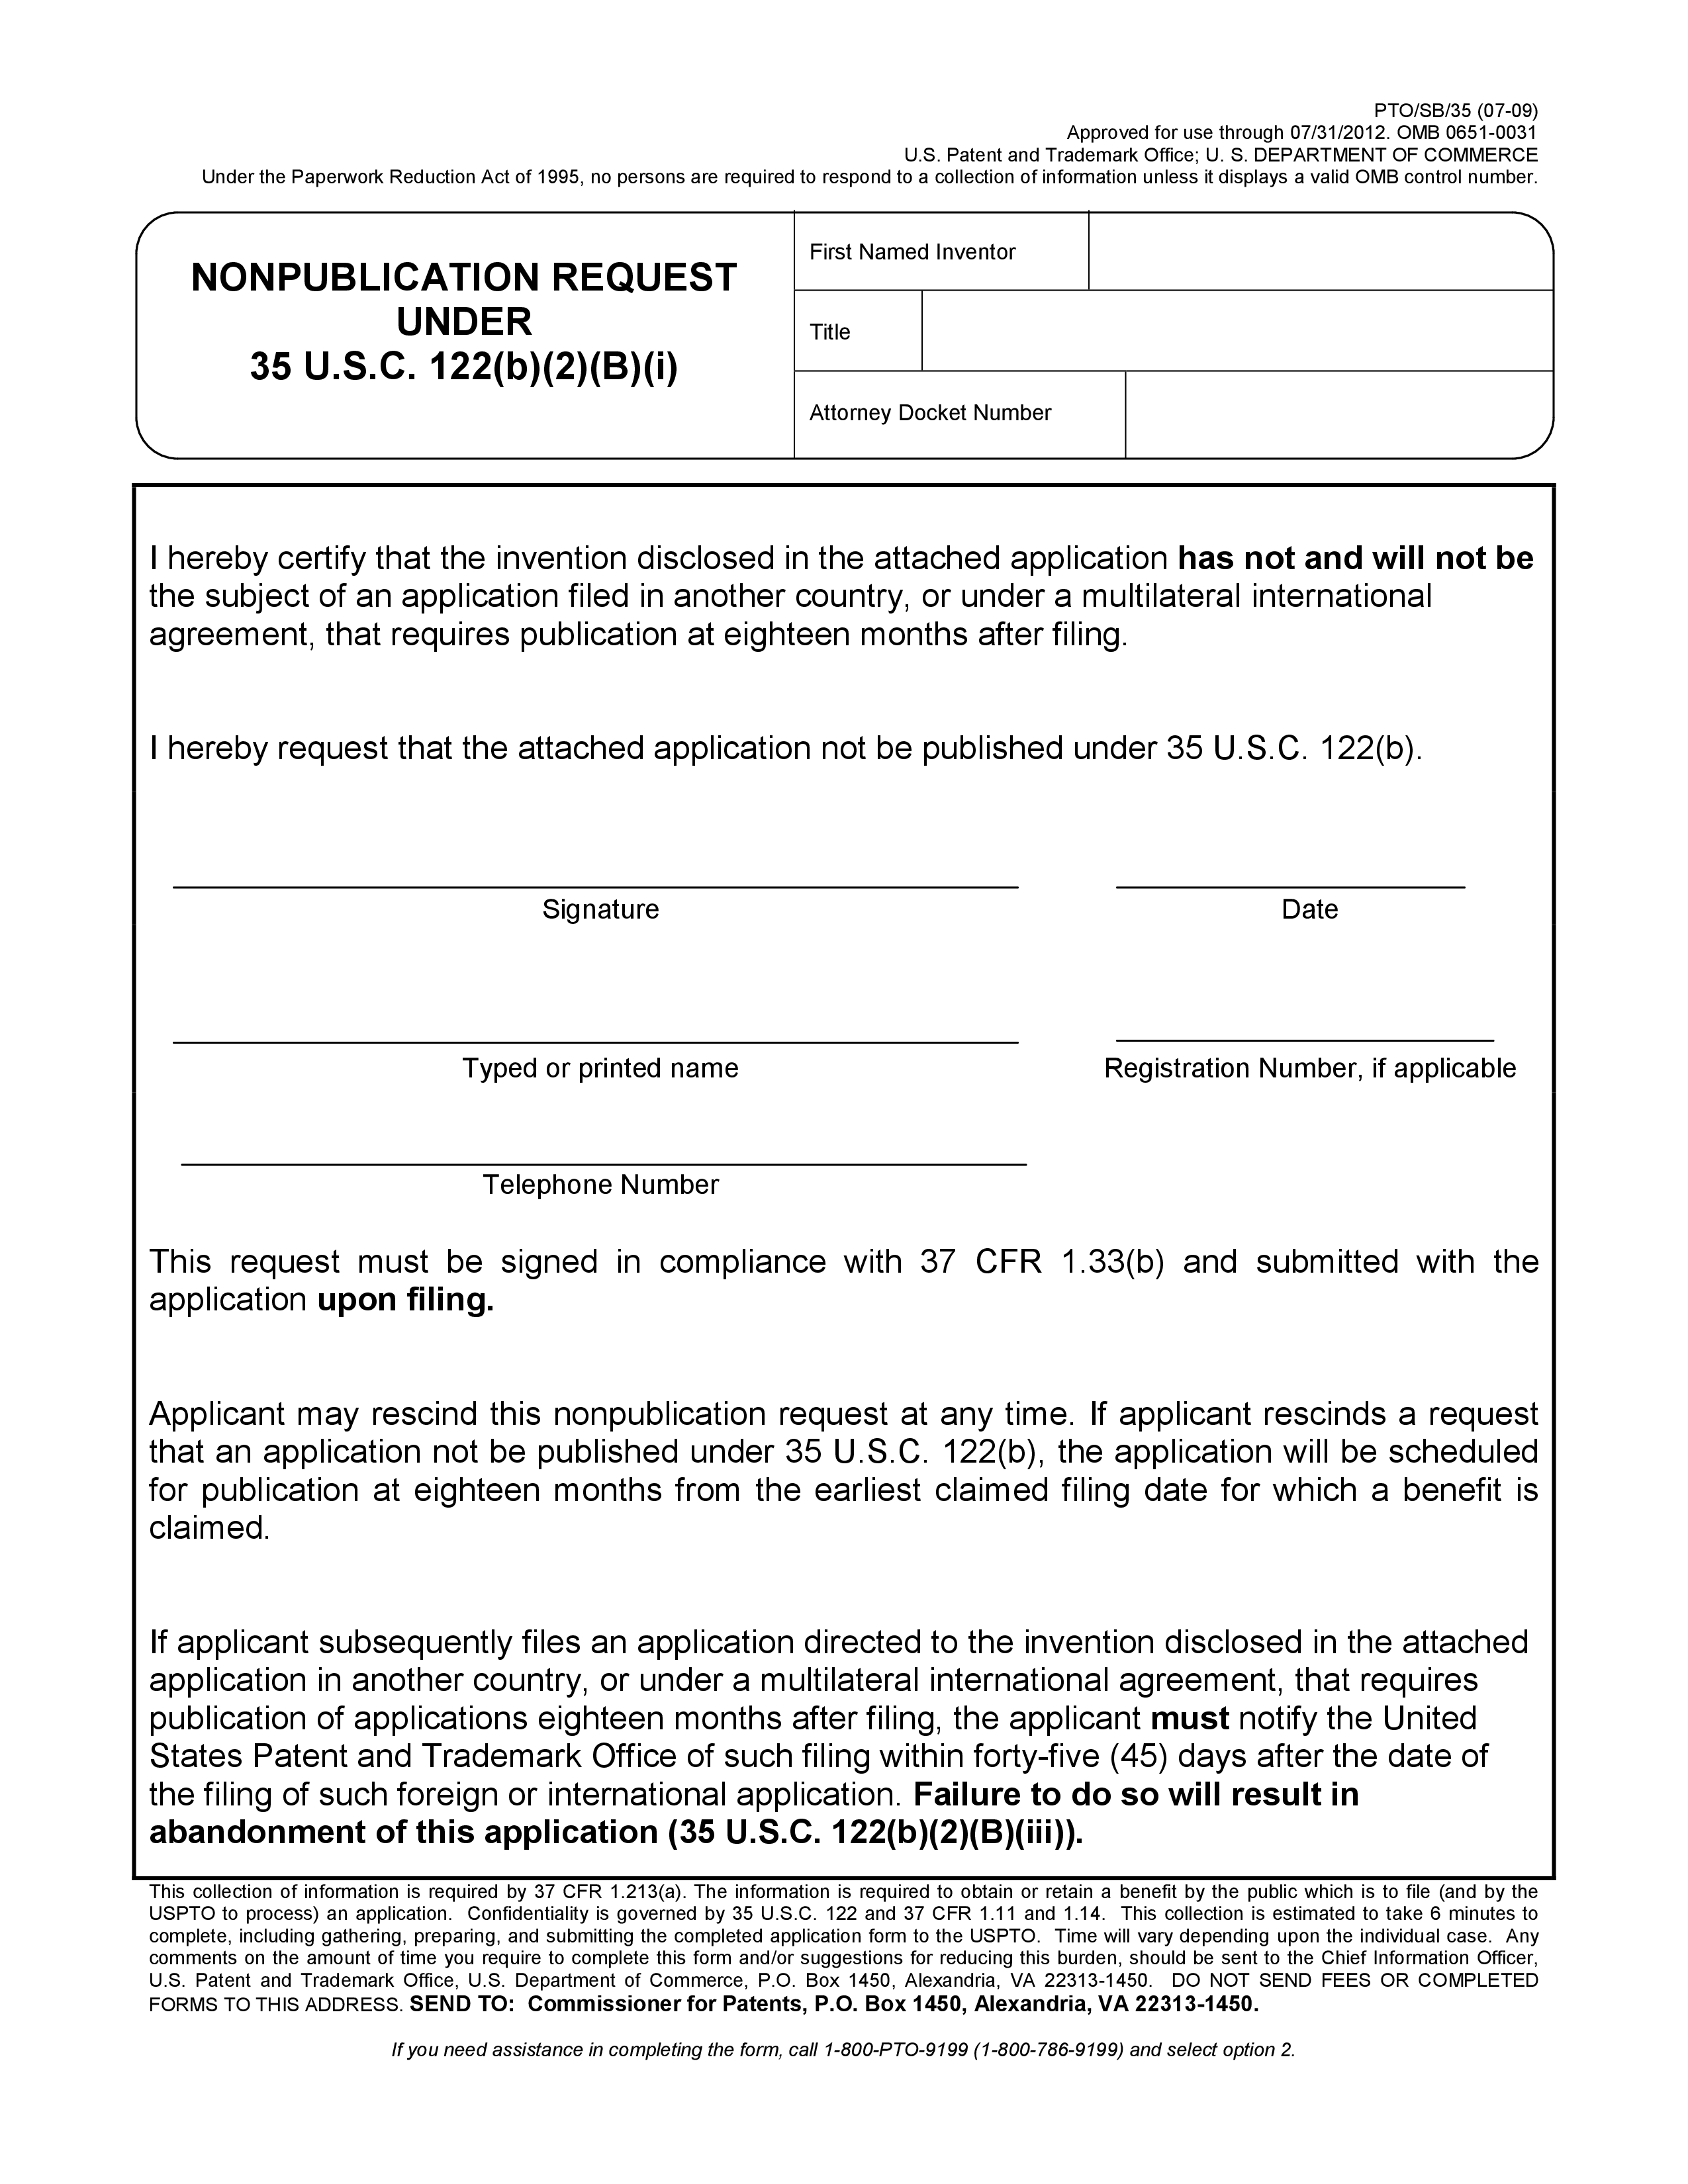 PTO/SB/35 (07-09)
Approved for use through 07/31/2012. OMB 0651-0031
U.S. Patent and Trademark Office; U. S. DEPARTMENT OF COMMERCE
Under the Paperwork Reduction Act of 1995, no persons are required to respond to a collection of information unless it displays a valid OMB control number.
NONPUBLICATION REQUEST
UNDER
35 U.S.C. 122(b)(2)(B)(i)
First Named Inventor
Title
Attorney Docket Number
I hereby certify that the invention disclosed in the attached application has not and will not be
the subject of an application filed in another country, or under a multilateral international
agreement, that requires publication at eighteen months after filing.
I hereby request that the attached application not be published under 35 U.S.C. 122(b).
Signature
Date
Typed or printed name
Registration Number, if applicable
Telephone Number
This request must be signed in compliance with 37 CFR 1.33(b) and submitted with the
application upon filing.
Applicant may rescind this nonpublication request at any time. If applicant rescinds a request
that an application not be published under 35 U.S.C. 122(b), the application will be scheduled
for publication at eighteen months from the earliest claimed filing date for which a benefit is
claimed.
If applicant subsequently files an application directed to the invention disclosed in the attached
application in another country, or under a multilateral international agreement, that requires
publication of applications eighteen months after filing, the applicant must notify the United
States Patent and Trademark Office of such filing within forty-five (45) days after the date of
the filing of such foreign or international application. Failure to do so will result in
abandonment of this application (35 U.S.C. 122(b)(2)(B)(iii)).
This collection of information is required by 37 CFR 1.213(a). The information is required to obtain or retain a benefit by the public which is to file (and by the
USPTO to process) an application. Confidentiality is governed by 35 U.S.C. 122 and 37 CFR 1.11 and 1.14. This collection is estimated to take 6 minutes to
complete, including gathering, preparing, and submitting the completed application form to the USPTO. Time will vary depending upon the individual case. Any
comments on the amount of time you require to complete this form and/or suggestions for reducing this burden, should be sent to the Chief Information Officer,
U.S. Patent and Trademark Office, U.S. Department of Commerce, P.O. Box 1450, Alexandria, VA 22313-1450. DO NOT SEND FEES OR COMPLETED
FORMS TO THIS ADDRESS. SEND TO: Commissioner for Patents, P.O. Box 1450, Alexandria, VA 22313-1450.
If you need assistance in completing the form, call 1-800-PTO-9199 (1-800-786-9199) and select option 2.